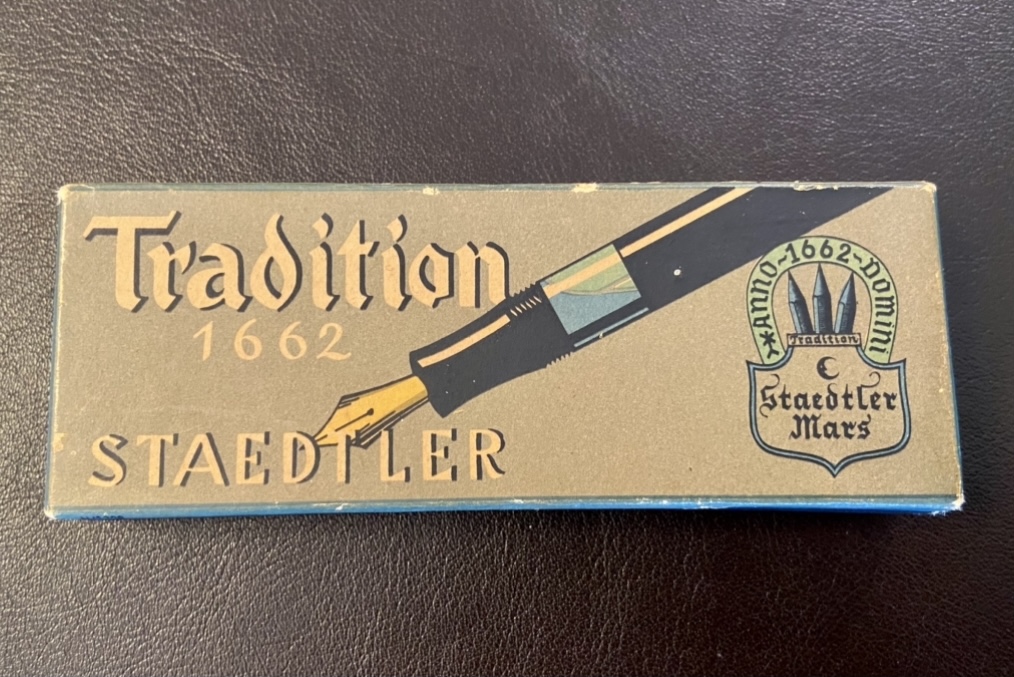 Tradition
1662
STAEDTLER
*ANNO-1662-DOMINI
Tradition
Staedtler
Mars